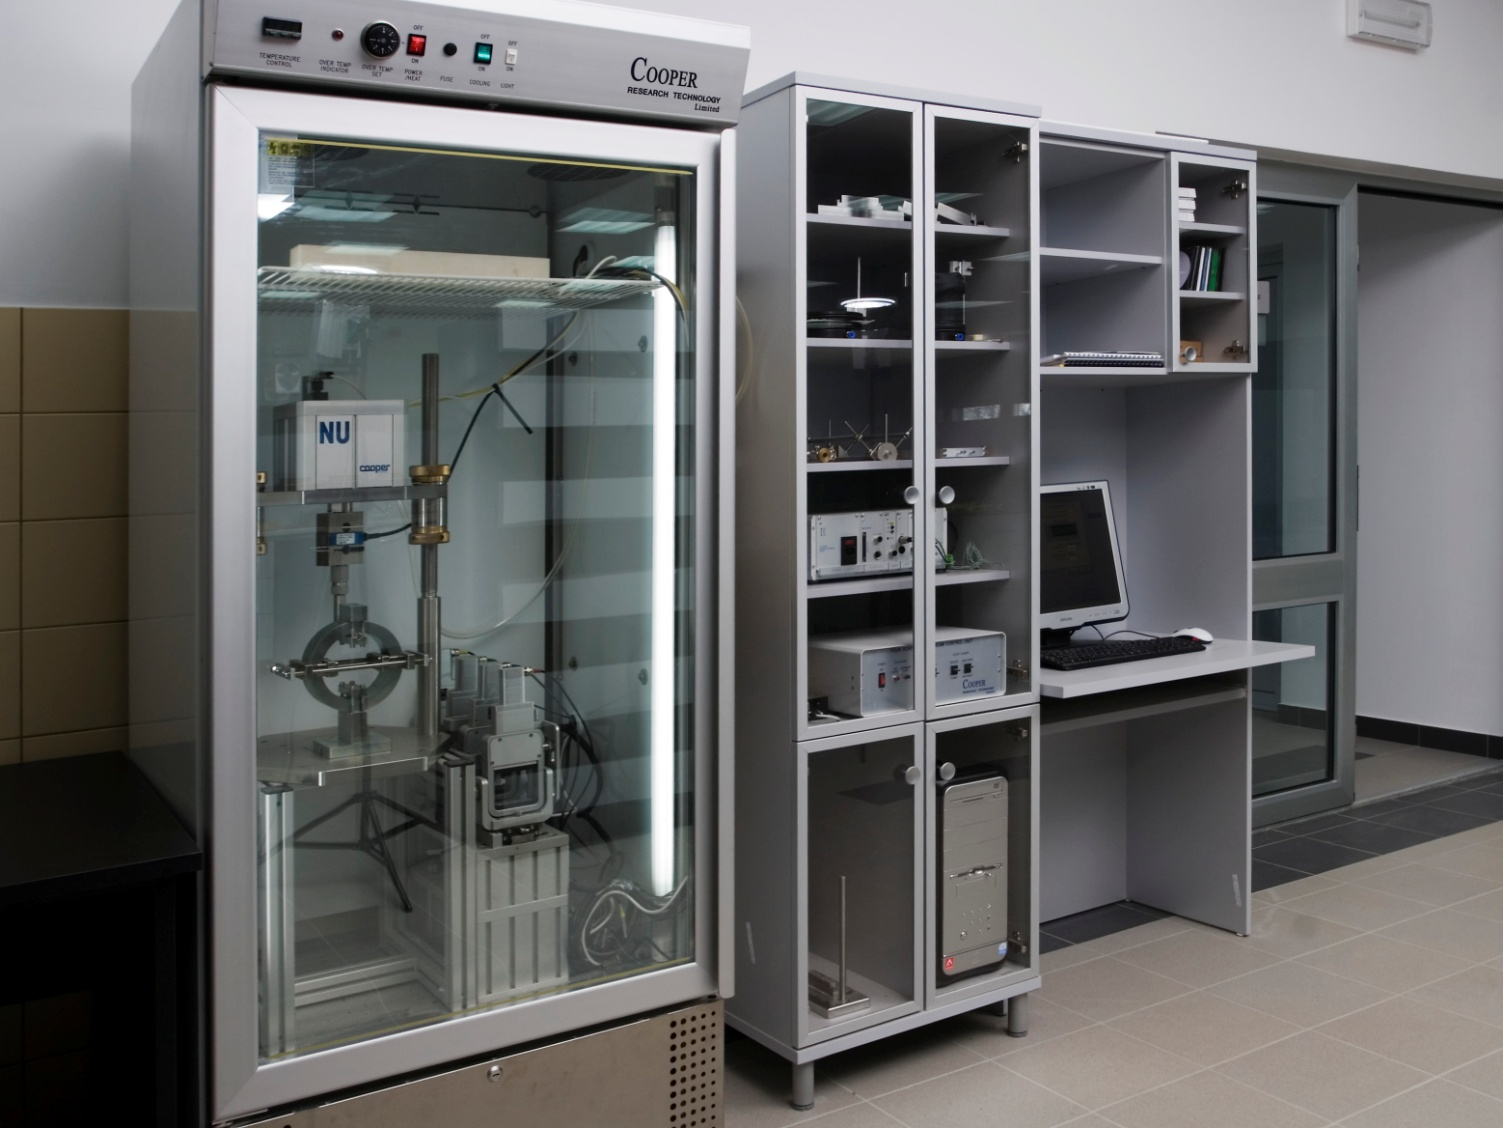 OFF
OFF
OFF
TEMPERATURE
CONTROL
OVER TEMP
INDICATOR
OVER TEMP
SET
ON
POWER
/HEAT
FUSE
ON
COOLING
ON
LIGHT
COOPER
RESEARCH TECHNOLOGY
Limited
NU
cooper
COOPER